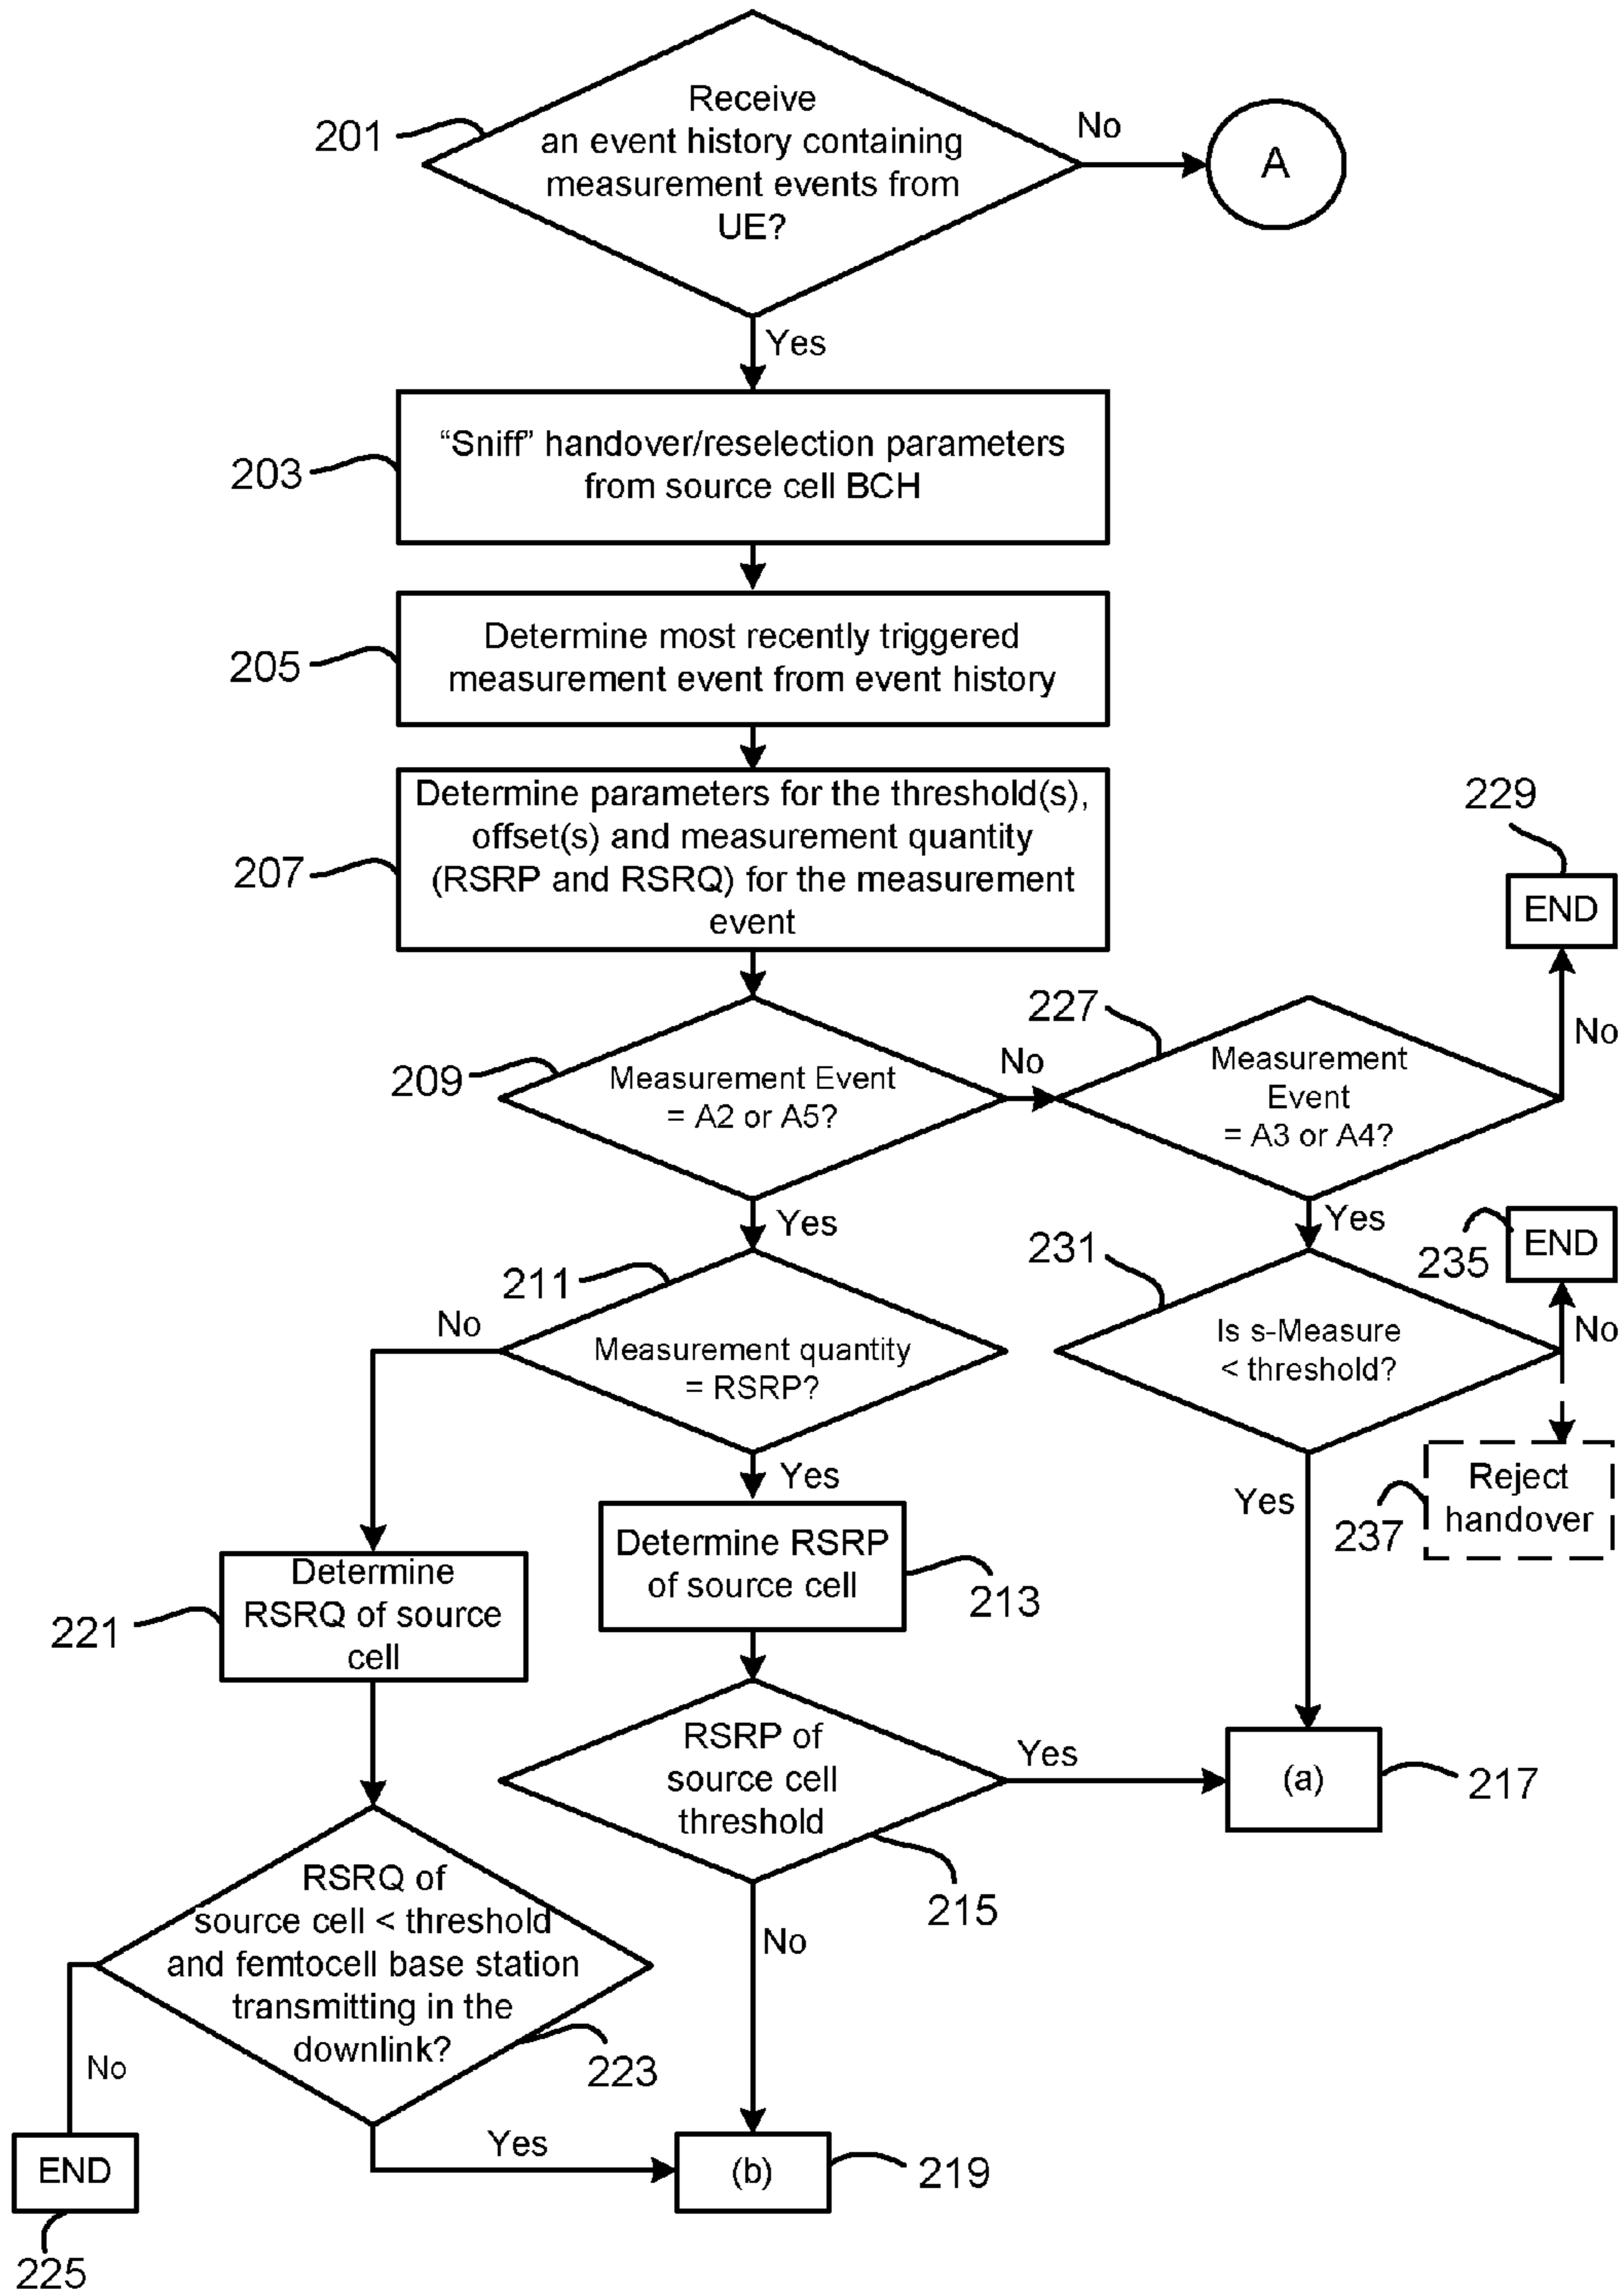 Receive
an event history containing
measurement events from
UE?
201
No
A
Yes
“Sniff” handover/reselection parameters
from source cell BCH
203
Determine most recently triggered
measurement event from event history
205
Determine parameters for the threshold(s),
offset(s) and measurement quantity
(RSRP and RSRQ) for the measurement
event
207
229
END
No
Measurement Event
= A2 or A5?
209
No
227
Measurement
Event
= A3 or A4?
Yes
Yes
211
Measurement quantity
= RSRP?
No
231
Is s-Measure
< threshold?
235
END
No
Reject
handover
237
Yes
Yes
Determine RSRP
of source cell
213
Determine
RSRQ of source
cell
221
RSRP of
source cell
threshold
215
Yes
(a)
217
No
RSRQ of
source cell < threshold
and femtocell base station
transmitting in the
downlink?
223
No
END
225
Yes
(b)
219